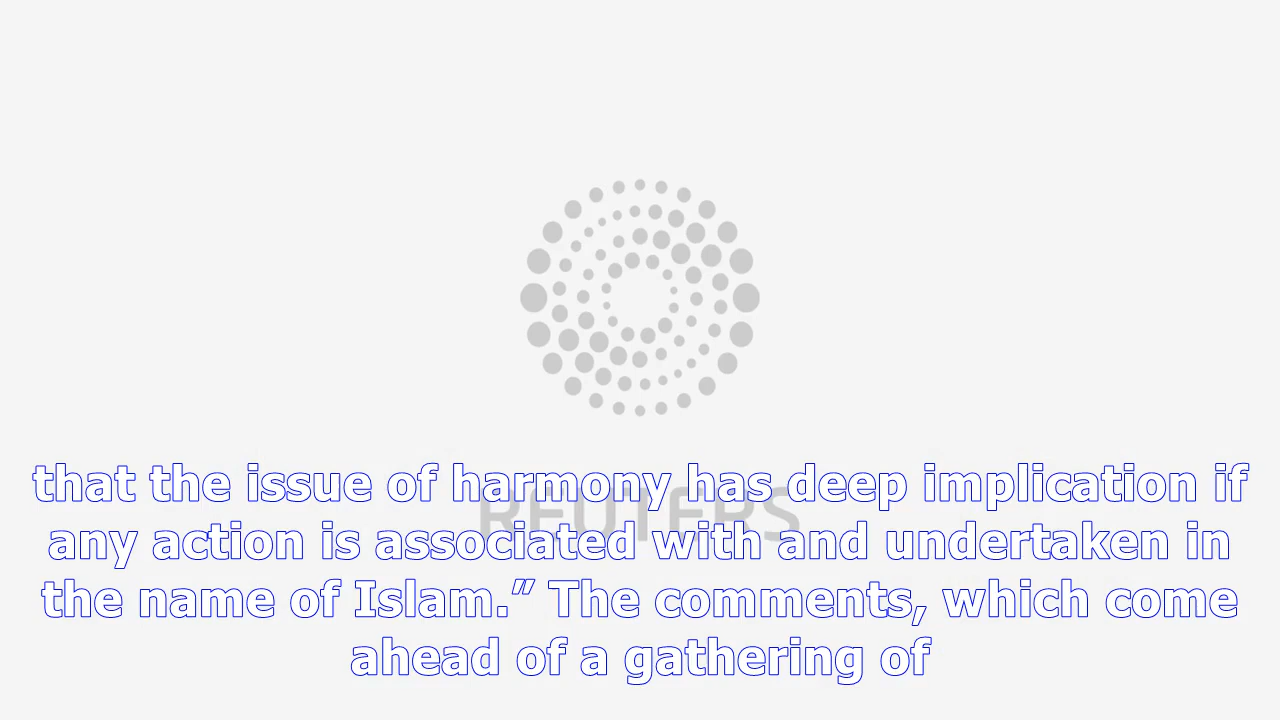 that the issue of harmony has deep implication if
REUTERS
any action is associated with and undertaken in
the name of Islam.” The comments, which come
ahead of a gathering of